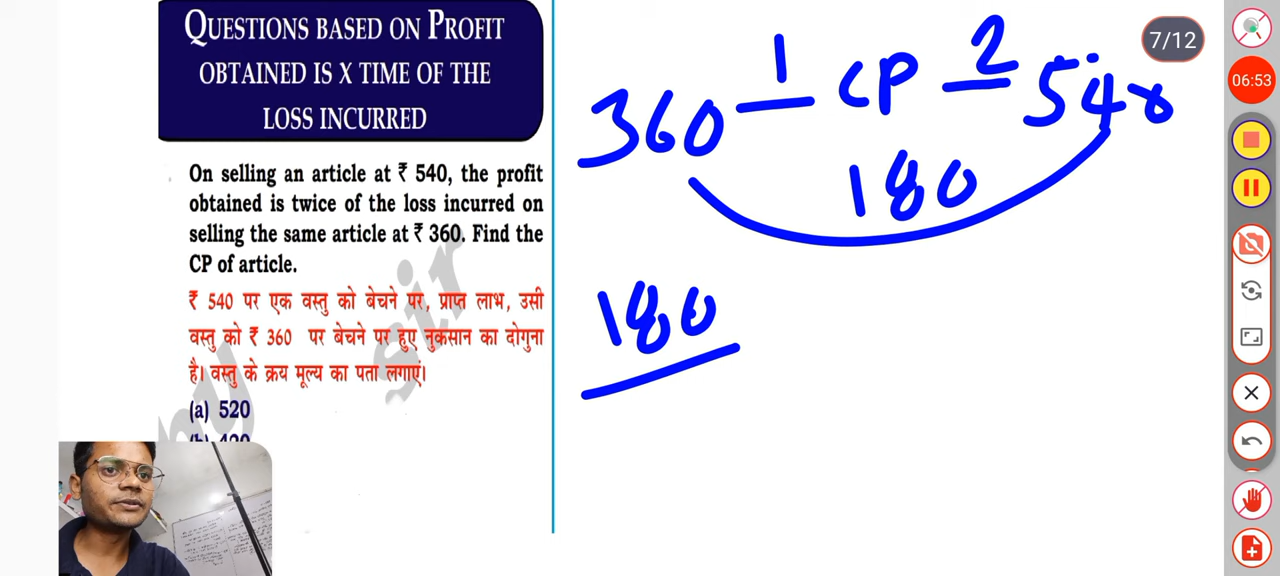 QUESTIONS BASED ON PROFIT
OBTAINED IS X TIME OF THE
LOSS INCURRED
On selling an article at ₹ 540, the profit
obtained is twice of the loss incurred on
selling the same article at ₹ 360. Find the
CP of article.
₹ 540 पर एक वस्तु को बेचने पर, प्राप्त लाभ, उसी
वस्तु को ₹ 360 पर बेचने पर हुए नुकसान का दोगुना
है। वस्तु के क्रय मूल्य का पता लगाएं।
(a) 520
(b) 420
sir
360 1 CP 2 540
180
180
7/12
06:53